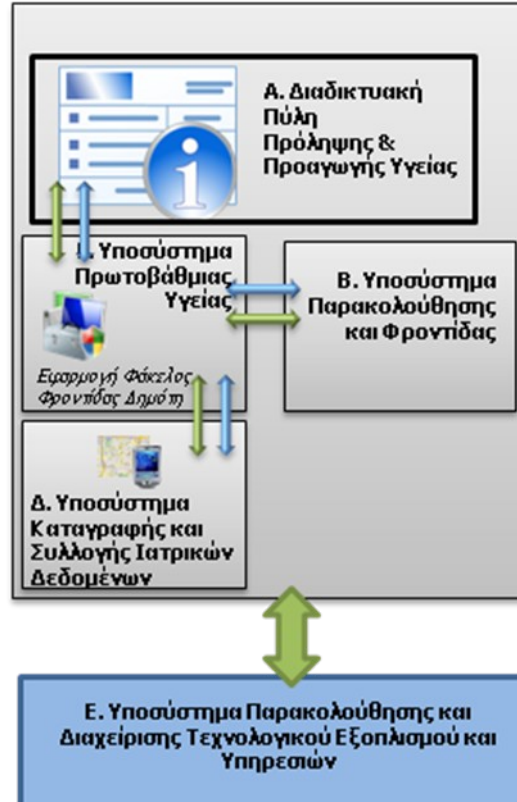 Α. Διαδικτυακή
Πύλη
Πρόληψης &
Προαγωγής Υγείας
Υποσύστημα
Πρωτοβάθμιας
Υγείας
Εφαρμογή Φάκελος
Φροντίδας Δημότη
Β. Υποσύστημα
Παρακολούθησης
και Φροντίδας
Δ. Υποσύστημα
Καταγραφής και
Συλλογής Ιατρικών
Δεδομένων
Ε. Υποσύστημα Παρακολούθησης και
Διαχείρισης Τεχνολογικού Εξοπλισμού και
Υπηρεσιών